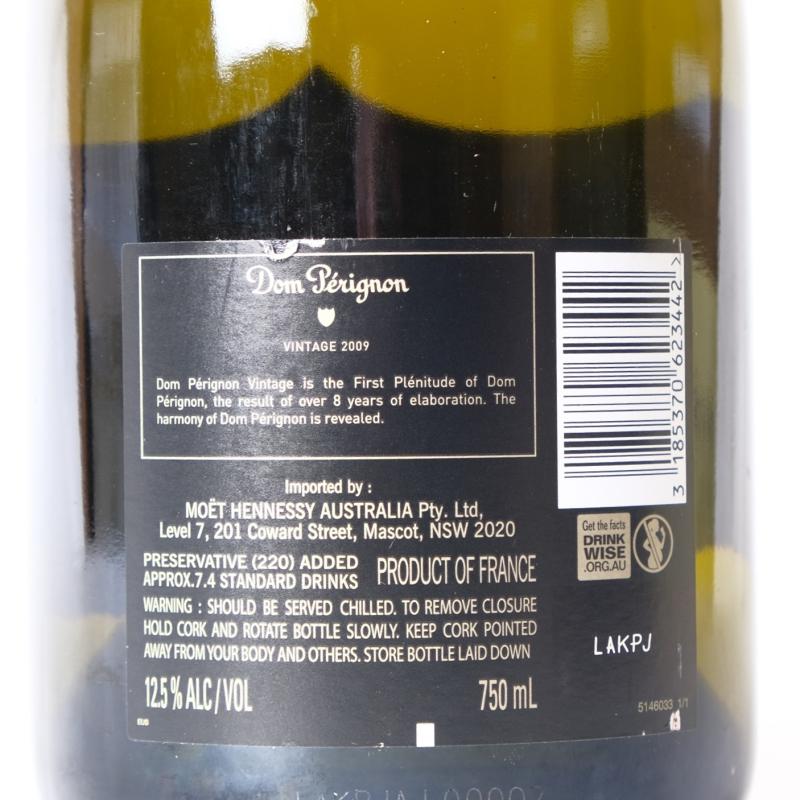 Dom Pérignon
VINTAGE 2009
Dom Pérignon Vintage is the First Plénitude of Dom
Pérignon, the result of over 8 years of elaboration. The
harmony of Dom Pérignon is revealed.
Imported by :
MOËT HENNESSY AUSTRALIA Pty. Ltd,
Level 7, 201 Coward Street, Mascot, NSW 2020
PRESERVATIVE (220) ADDED
APPROX.7.4 STANDARD DRINKS
PRODUCT OF FRANCE
WARNING : SHOULD BE SERVED CHILLED. TO REMOVE CLOSURE
HOLD CORK AND ROTATE BOTTLE SLOWLY. KEEP CORK POINTED
AWAY FROM YOUR BODY AND OTHERS. STORE BOTTLE LAID DOWN
12.5 % ALC / VOL
750 mL
3 185370 623442 >
Get the facts
DRINK
WISE
.ORG.AU
LAKPJ
5146033 1/1